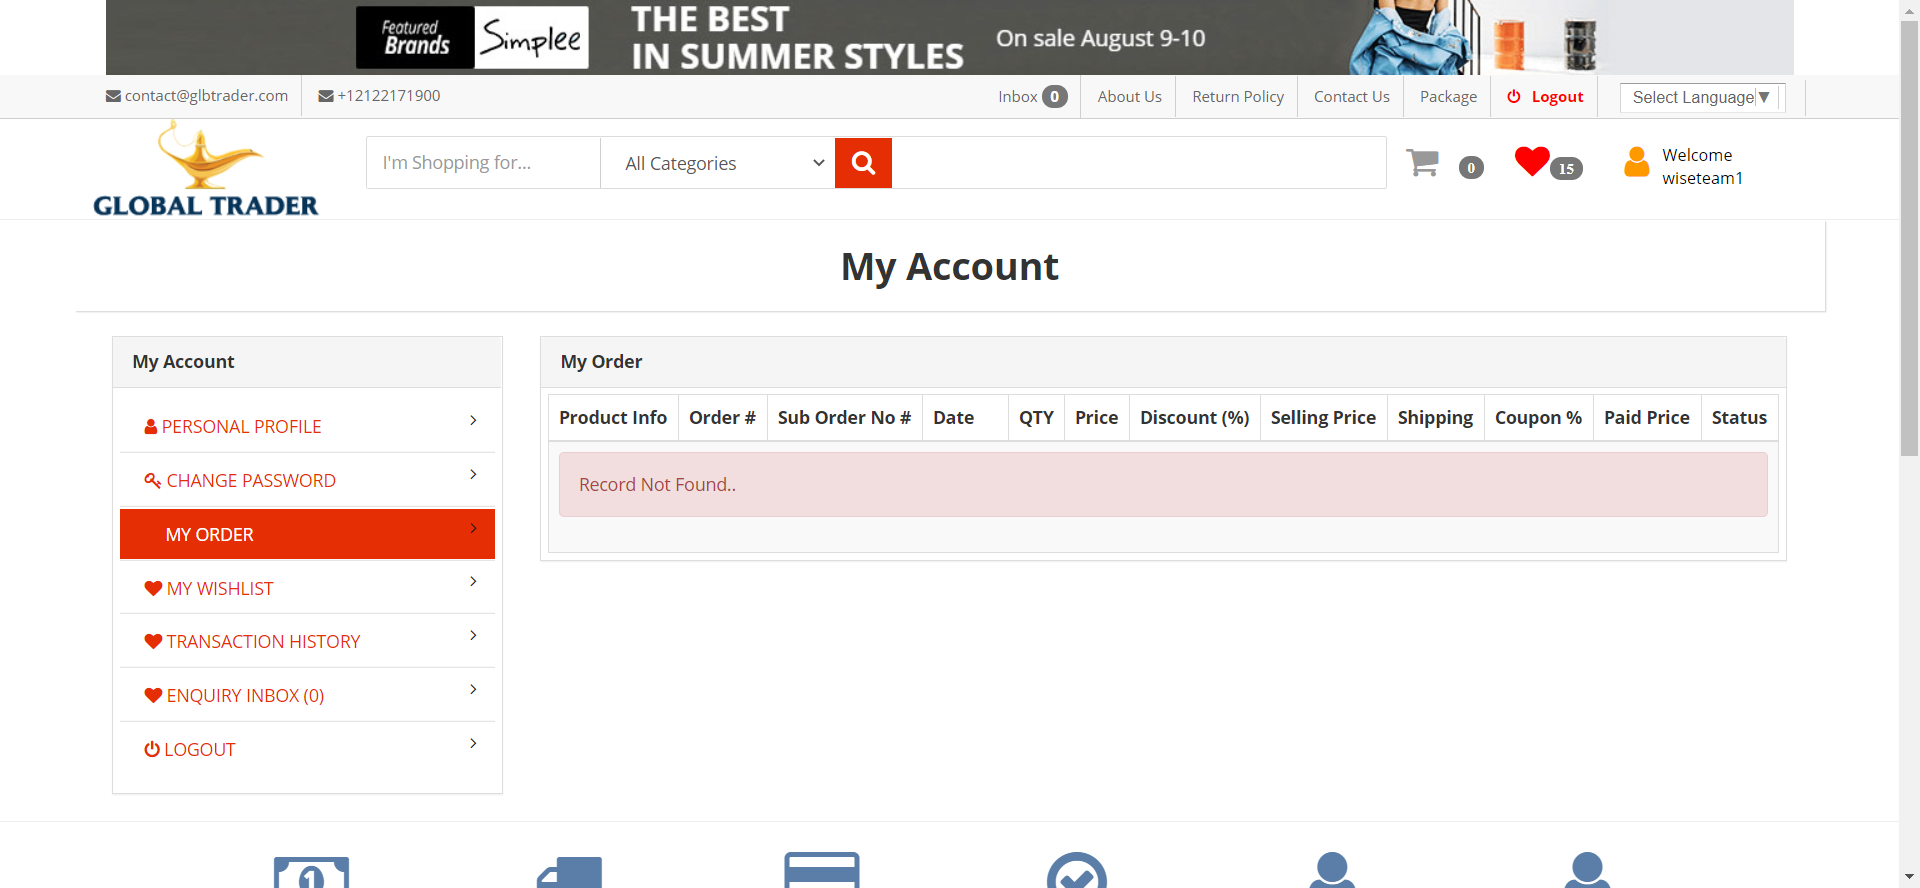 Featured
Brands
Simplee
THE BEST
IN SUMMER STYLES
On sale August 9-10
contact@glbtrader.com
+12122171900
Inbox 0
About Us
Return Policy
Contact Us
Package
Logout
Select Language▼
GLOBAL TRADER
I'm Shopping for...
All Categories
0
15
Welcome
wiseteam1
My Account
My Account
PERSONAL PROFILE
CHANGE PASSWORD
MY ORDER
MY WISHLIST
TRANSACTION HISTORY
ENQUIRY INBOX (0)
LOGOUT
My Order
Product Info Order # Sub Order No # Date QTY Price Discount (%) Selling Price Shipping Coupon % Paid Price Status
Record Not Found..